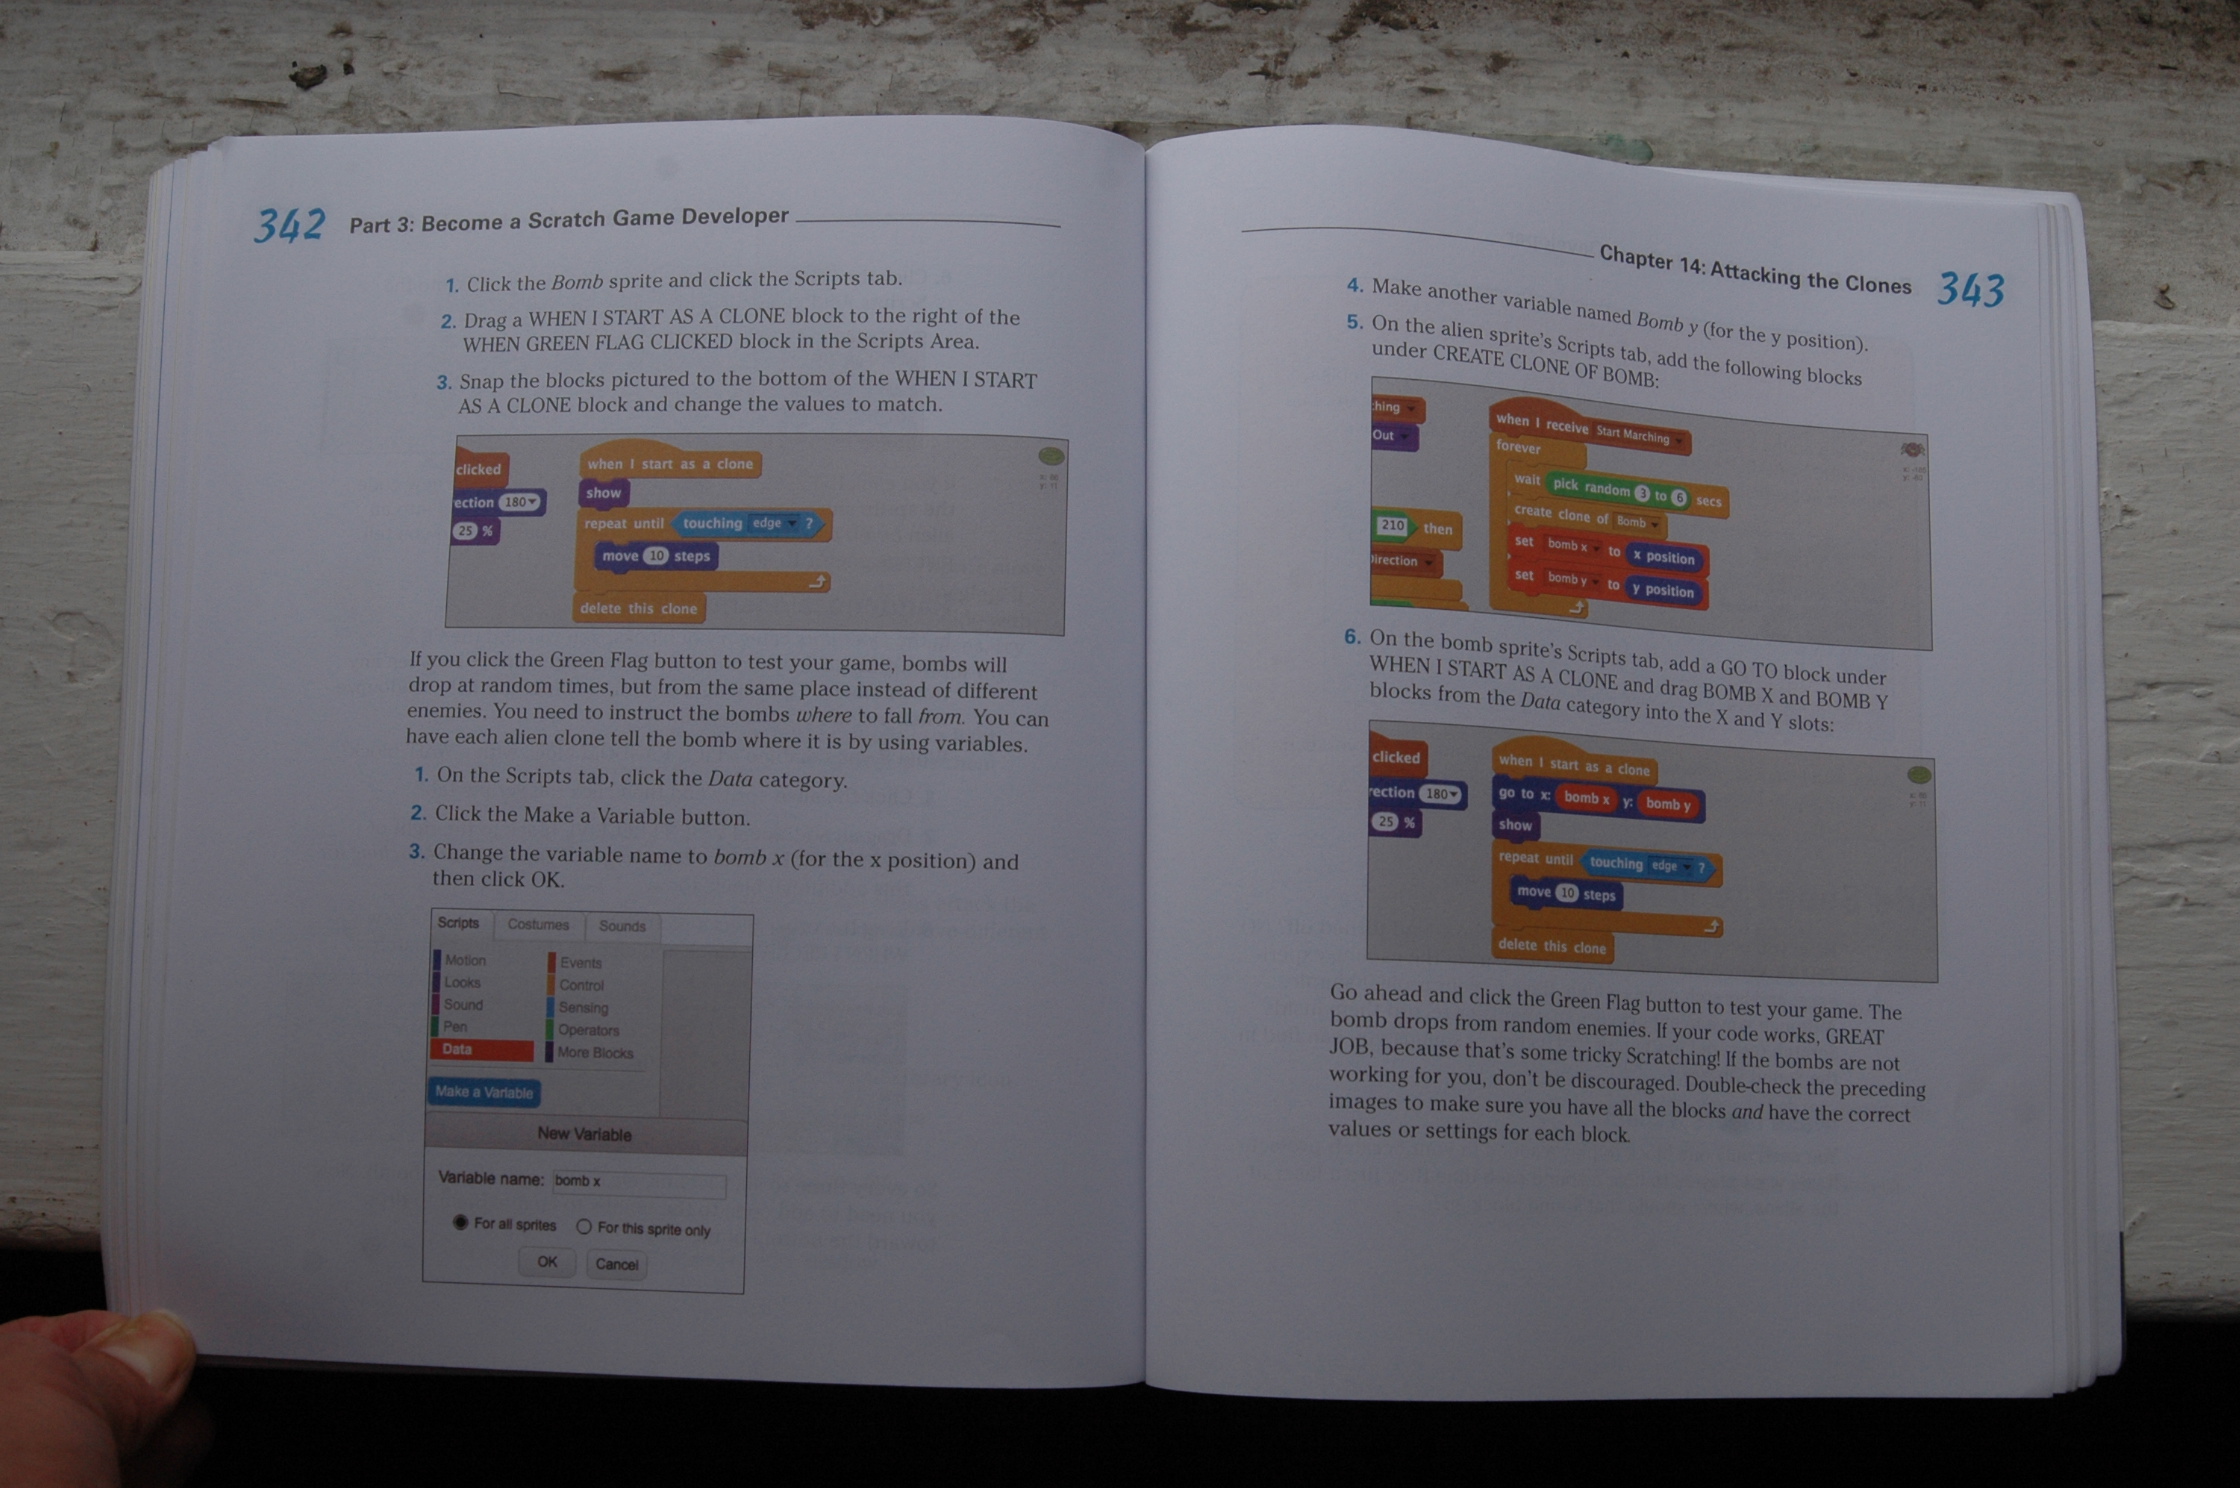 342 Part 3: Become a Scratch Game Developer
1. Click the Bomb sprite and click the Scripts tab.
2. Drag a WHEN I START AS A CLONE block to the right of the
WHEN GREEN FLAG CLICKED block in the Scripts Area.
3. Snap the blocks pictured to the bottom of the WHEN I START
AS A CLONE block and change the values to match.
clicked
ection 180
25 %
when I start as a clone
show
repeat until touching edge ?
move 10 steps
delete this clone
If you click the Green Flag button to test your game, bombs will
drop at random times, but from the same place instead of different
enemies. You need to instruct the bombs where to fall from. You can
have each alien clone tell the bomb where it is by using variables.
1. On the Scripts tab, click the Data category.
2. Click the Make a Variable button.
3. Change the variable name to bomb x (for the x position) and
then click OK.
Scripts Costumes Sounds
Motion Events
Looks Control
Sound Sensing
Pen Operators
Data More Blocks
Make a Variable
New Variable
Variable name: bomb x
For all sprites For this sprite only
OK Cancel
Chapter 14: Attacking the Clones 343
4. Make another variable named Bomb y (for the y position).
5. On the alien sprite's Scripts tab, add the following blocks
under CREATE CLONE OF BOMB:
hing
Out
210 then
irection
when I receive Start Marching
forever
wait pick random 3 to 6 secs
create clone of Bomb
set bomb x to x position
set bomb y to y position
6. On the bomb sprite's Scripts tab, add a GO TO block under
WHEN I START AS A CLONE and drag BOMB X and BOMB Y
blocks from the Data category into the X and Y slots:
clicked
rection 180
25 %
when I start as a clone
go to x: bomb x y: bomb y
show
repeat until touching edge ?
move 10 steps
delete this clone
Go ahead and click the Green Flag button to test your game. The
bomb drops from random enemies. If your code works, GREAT
JOB, because that's some tricky Scratching! If the bombs are not
working for you, don't be discouraged. Double-check the preceding
images to make sure you have all the blocks and have the correct
values or settings for each block.